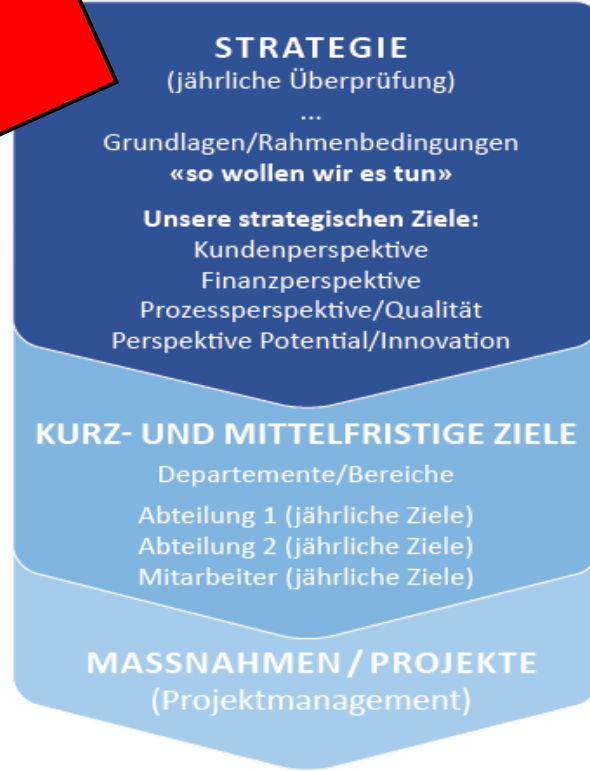 STRATEGIE
(jährliche Überprüfung)
...
Grundlagen/Rahmenbedingungen
«so wollen wir es tun»
Unsere strategischen Ziele:
Kundenperspektive
Finanzperspektive
Prozessperspektive/Qualität
Perspektive Potential/Innovation
KURZ- UND MITTELFRISTIGE ZIELE
Departemente/Bereiche
Abteilung 1 (jährliche Ziele)
Abteilung 2 (jährliche Ziele)
Mitarbeiter (jährliche Ziele)
MASSNAHMEN / PROJEKTE
(Projektmanagement)